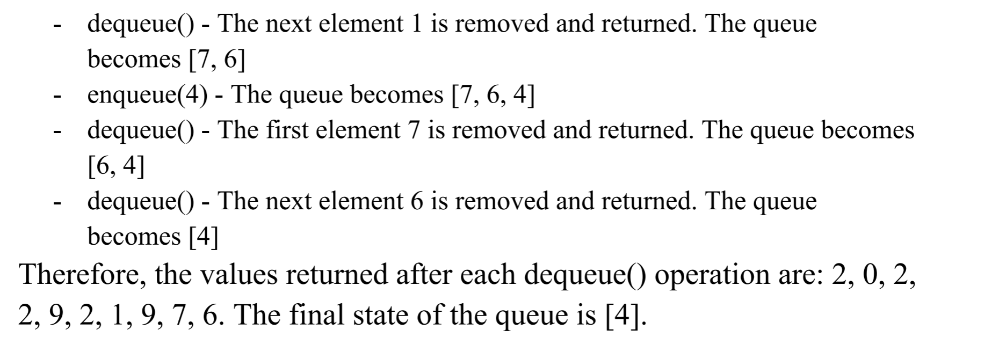 - dequeue() - The next element 1 is removed and returned. The queue
becomes [7, 6]
- enqueue(4) - The queue becomes [7, 6, 4]
- dequeue() - The first element 7 is removed and returned. The queue becomes
[6, 4]
- dequeue() - The next element 6 is removed and returned. The queue
becomes [4]
Therefore, the values returned after each dequeue() operation are: 2, 0, 2,
2, 9, 2, 1, 9, 7, 6. The final state of the queue is [4].